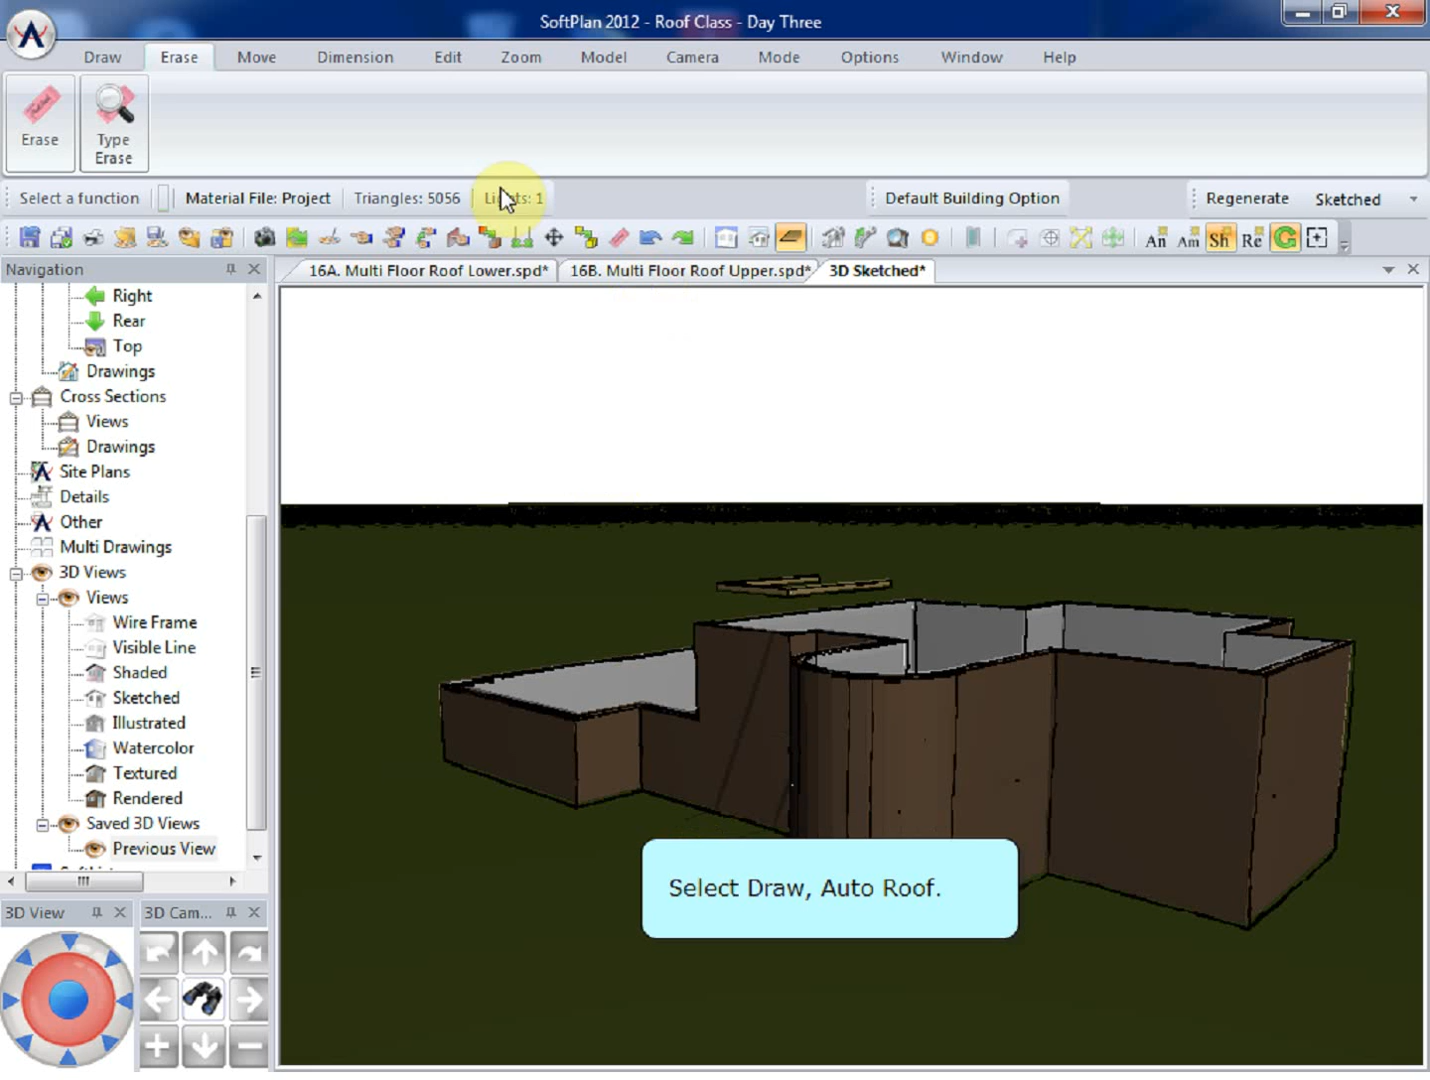 SoftPlan 2012 - Roof Class - Day Three
Draw Erase Move Dimension Edit Zoom Model Camera Mode Options Window Help
Erase
Type
Erase
Select a function Material File: Project Triangles: 5056 Default Building Option Regenerate Sketched
An Am Sh Re
Navigation
16A. Multi Floor Roof Lower.spd* 16B. Multi Floor Roof Upper.spd* 3D Sketched*
Right
Rear
Top
Drawings
Cross Sections
Views
Drawings
Site Plans
Details
Other
Multi Drawings
3D Views
Views
Wire Frame
Visible Line
Shaded
Sketched
Illustrated
Watercolor
Textured
Rendered
Saved 3D Views
Previous View
Select Draw, Auto Roof.
3D View 3D Cam...